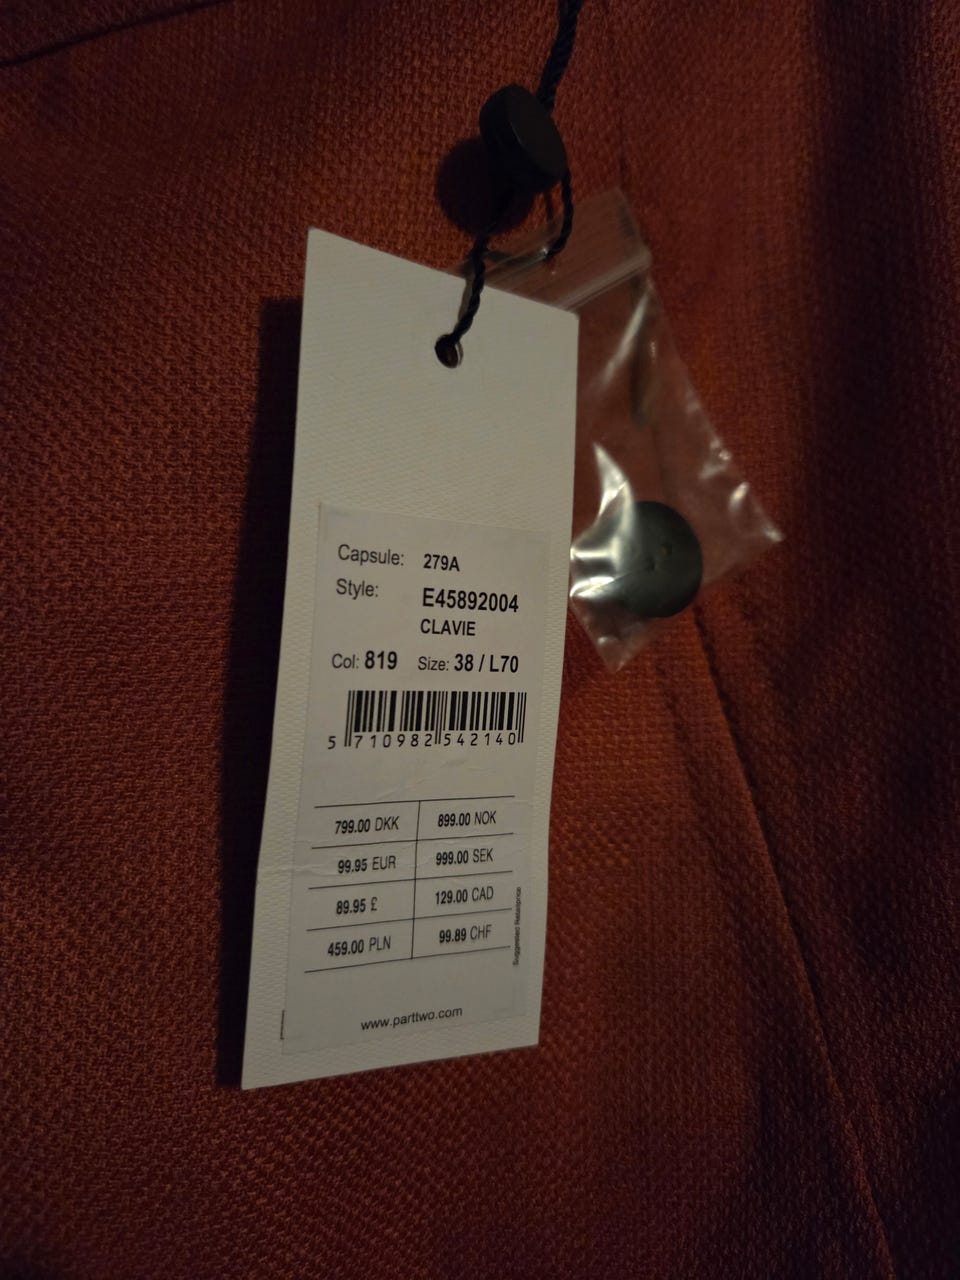 Capsule: 279A
Style: E45892004
CLAVIE
Col: 819 Size: 38 / L70
5 710982 542140
799.00 DKK 899.00 NOK
99.95 EUR 999.00 SEK
89.95 £ 129.00 CAD
459.00 PLN 99.89 CHF
Suggested Retailprice
www.parttwo.com